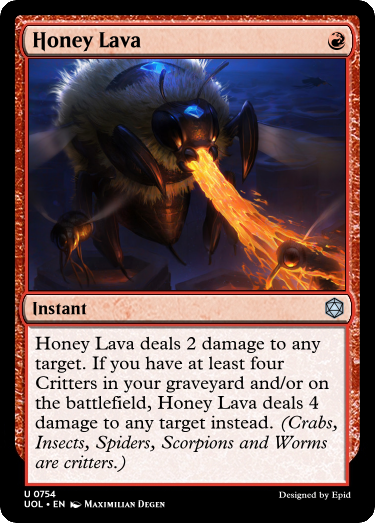 Honey Lava
Instant
Honey Lava deals 2 damage to any
target. If you have at least four
Critters in your graveyard and/or on
the battlefield, Honey Lava deals 4
damage to any target instead. (Crabs,
Insects, Spiders, Scorpions and Worms
are critters.)
U 0754
UOL • EN Maximilian Degen
Designed by Epid